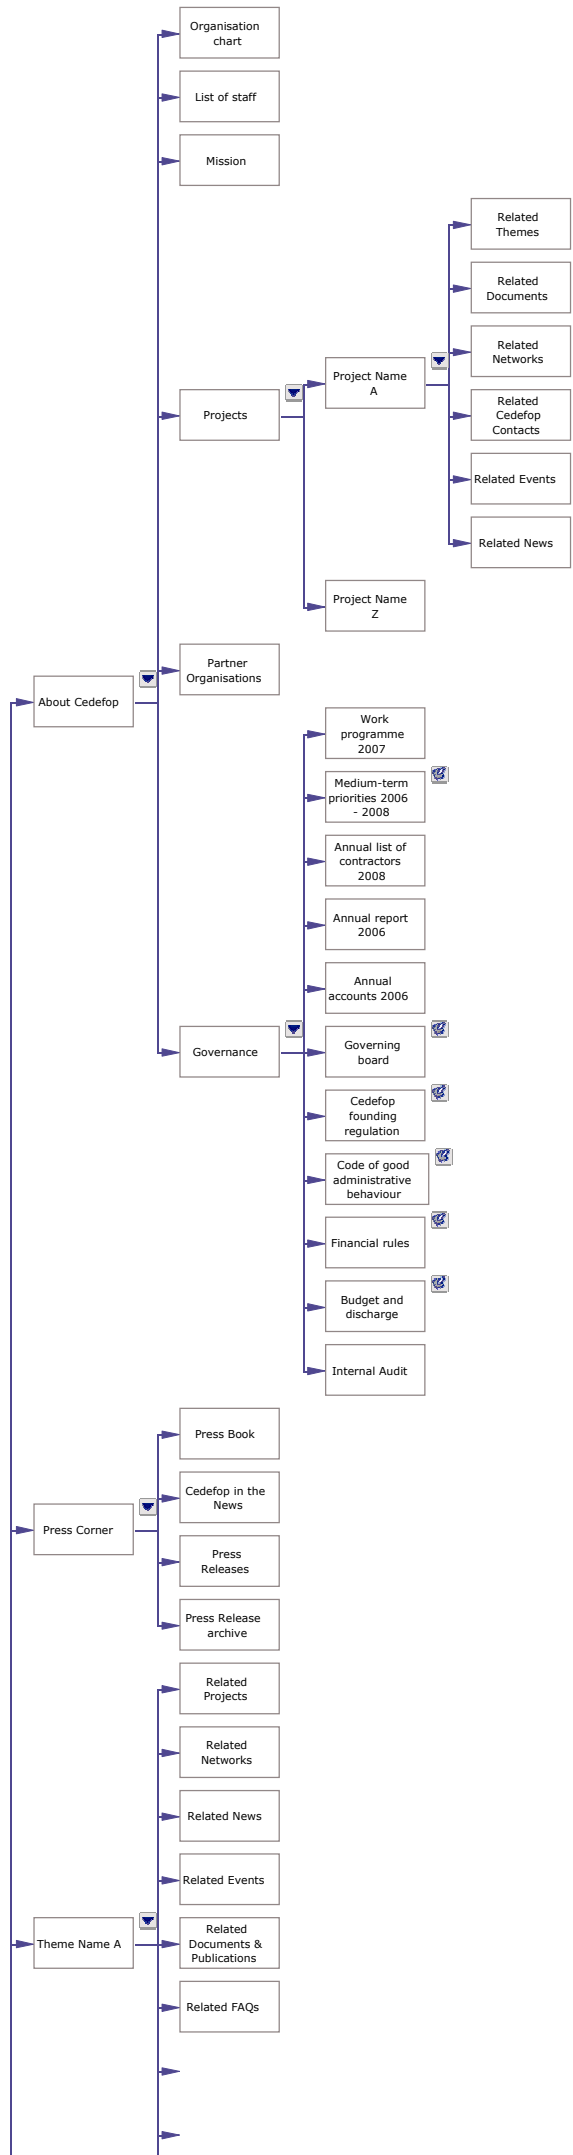 Organisation
chart
List of staff
Mission
Related
Themes
Related
Documents
Related
Networks
Project Name
A
Projects
Related
Cedefop
Contacts
Related Events
Related News
Project Name
Z
Partner
Organisations
About Cedefop
Work
programme
2007
Medium-term
priorities 2006
- 2008
Annual list of
contractors
2008
Annual report
2006
Annual
accounts 2006
Governance
Governing
board
Cedefop
founding
regulation
Code of good
administrative
behaviour
Financial rules
Budget and
discharge
Internal Audit
Press Book
Cedefop in the
News
Press Corner
Press
Releases
Press Release
archive
Related
Projects
Related
Networks
Related News
Related Events
Theme Name A
Related
Documents &
Publications
Related FAQs